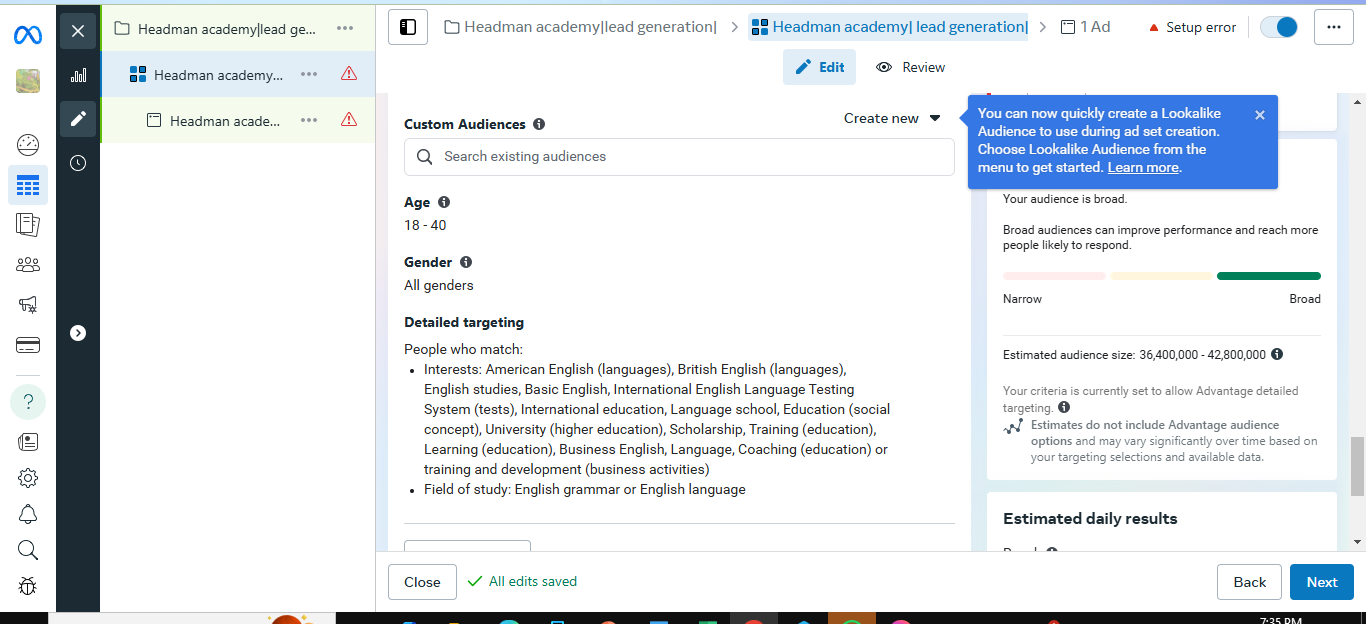 Headman academy|lead ge...
Headman academy...
Headman acade...
Headman academy|lead generation|
Headman academy| lead generation|
1 Ad
Setup error
Edit
Review
Custom Audiences
Create new
Search existing audiences
Age
18 - 40
Gender
All genders
Detailed targeting
People who match:
Interests: American English (languages), British English (languages),
English studies, Basic English, International English Language Testing
System (tests), International education, Language school, Education (social
concept), University (higher education), Scholarship, Training (education),
Learning (education), Business English, Language, Coaching (education) or
training and development (business activities)
Field of study: English grammar or English language
You can now quickly create a Lookalike
Audience to use during ad set creation.
Choose Lookalike Audience from the
menu to get started. Learn more.
Your audience is broad.
Broad audiences can improve performance and reach more
people likely to respond.
Narrow
Broad
Estimated audience size: 36,400,000 - 42,800,000
Your criteria is currently set to allow Advantage detailed
targeting.
Estimates do not include Advantage audience
options and may vary significantly over time based on
your targeting selections and available data.
Estimated daily results
Close
All edits saved
Back
Next
7:35 PM